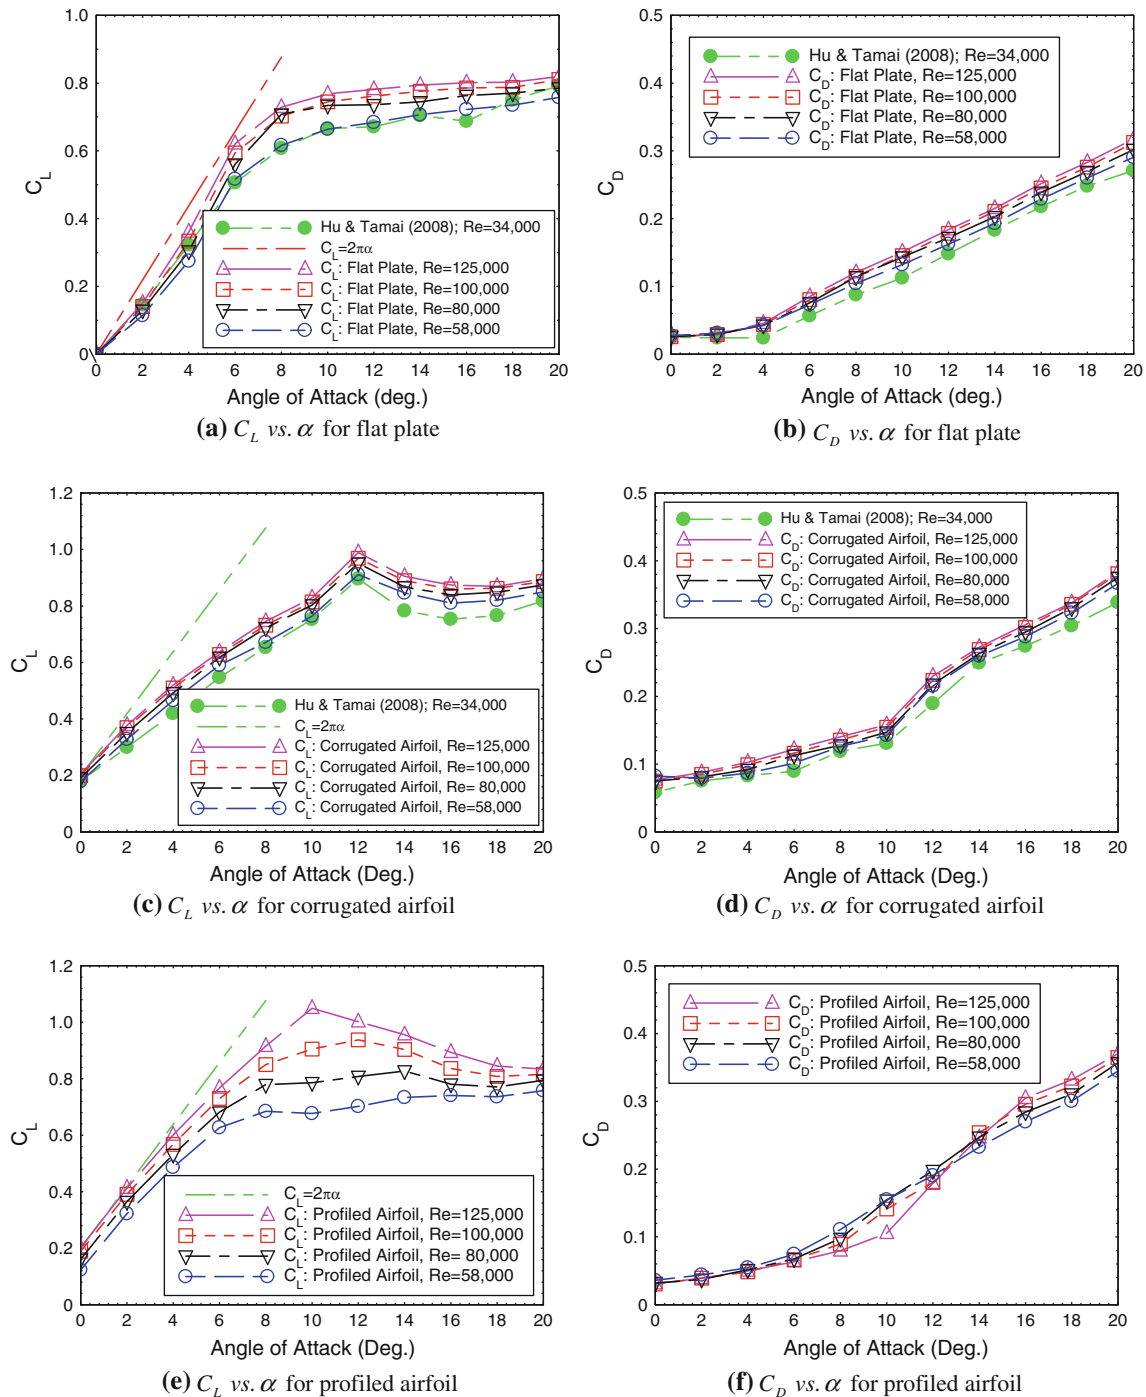 1.0
0.8
0.6
0.4
0.2
0
C_L
Hu & Tamai (2008); Re=34,000
C_L=2πα
C_L: Flat Plate, Re=125,000
C_L: Flat Plate, Re=100,000
C_L: Flat Plate, Re=80,000
C_L: Flat Plate, Re=58,000
0 2 4 6 8 10 12 14 16 18 20
Angle of Attack (deg.)
(a) C_L vs. α for flat plate
0.5
0.4
0.3
0.2
0.1
0
C_D
Hu & Tamai (2008); Re=34,000
C_D: Flat Plate, Re=125,000
C_D: Flat Plate, Re=100,000
C_D: Flat Plate, Re=80,000
C_D: Flat Plate, Re=58,000
0 2 4 6 8 10 12 14 16 18 20
Angle of Attack (deg.)
(b) C_D vs. α for flat plate
1.2
1.0
0.8
0.6
0.4
0.2
0
C_L
Hu & Tamai (2008); Re=34,000
C_L=2πα
C_L: Corrugated Airfoil, Re=125,000
C_L: Corrugated Airfoil, Re=100,000
C_L: Corrugated Airfoil, Re= 80,000
C_L: Corrugated Airfoil, Re=58,000
0 2 4 6 8 10 12 14 16 18 20
Angle of Attack (Deg.)
(c) C_L vs. α for corrugated airfoil
0.5
0.4
0.3
0.2
0.1
0
C_D
Hu & Tamai (2008); Re=34,000
C_D: Corrugated Airfoil, Re=125,000
C_D: Corrugated Airfoil, Re=100,000
C_D: Corrugated Airfoil, Re=80,000
C_D: Corrugated Airfoil, Re=58,000
0 2 4 6 8 10 12 14 16 18 20
Angle of Attack (Deg.)
(d) C_D vs. α for corrugated airfoil
1.2
1.0
0.8
0.6
0.4
0.2
0
C_L
C_L=2πα
C_L: Profiled Airfoil, Re=125,000
C_L: Profiled Airfoil, Re=100,000
C_L: Profiled Airfoil, Re= 80,000
C_L: Profiled Airfoil, Re=58,000
0 2 4 6 8 10 12 14 16 18 20
Angle of Attack (Deg.)
(e) C_L vs. α for profiled airfoil
0.5
0.4
0.3
0.2
0.1
0
C_D
C_D: Profiled Airfoil, Re=125,000
C_D: Profiled Airfoil, Re=100,000
C_D: Profiled Airfoil, Re=80,000
C_D: Profiled Airfoil, Re=58,000
0 2 4 6 8 10 12 14 16 18 20
Angle of Attack (Deg.)
(f) C_D vs. α for profiled airfoil